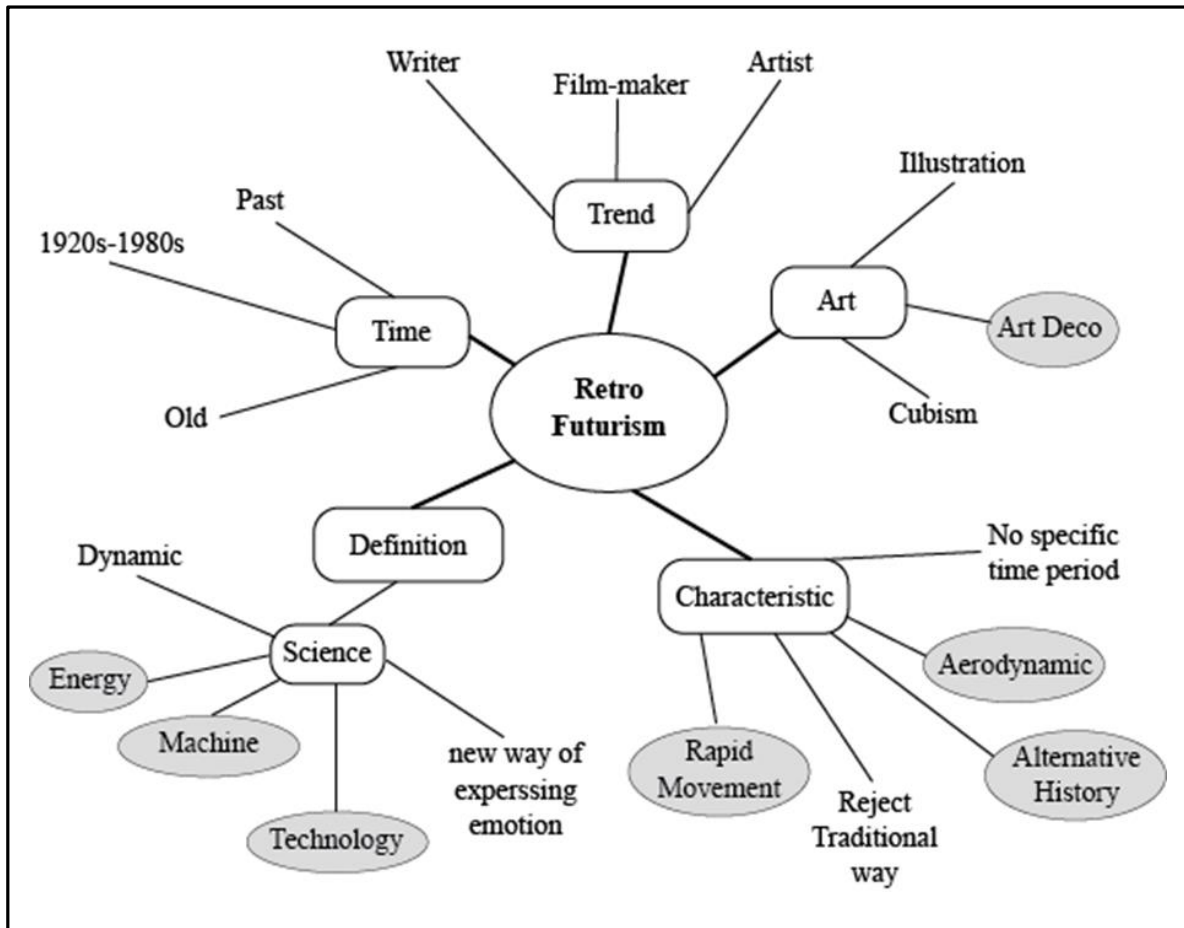 Writer
Film-maker
Artist
Illustration
Trend
Past
1920s-1980s
Time
Art
Art Deco
Old
Retro
Futurism
Cubism
Definition
Dynamic
No specific
time period
Characteristic
Science
Energy
Aerodynamic
Machine
new way of
experssing
emotion
Rapid
Movement
Alternative
History
Technology
Reject
Traditional
way